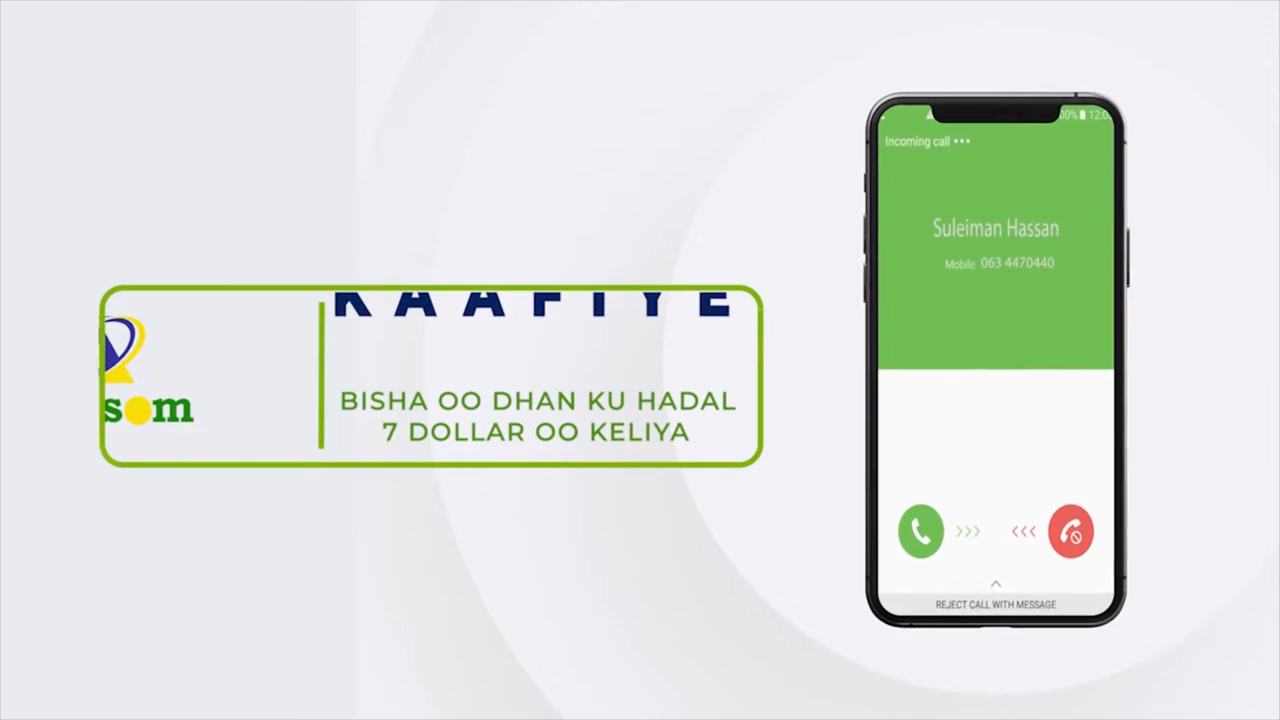 KAAFIYE
BISHA OO DHAN KU HADAL
7 DOLLAR OO KELIYA
som
Incoming call •••
Suleiman Hassan
Mobile 063 4470440
REJECT CALL WITH MESSAGE